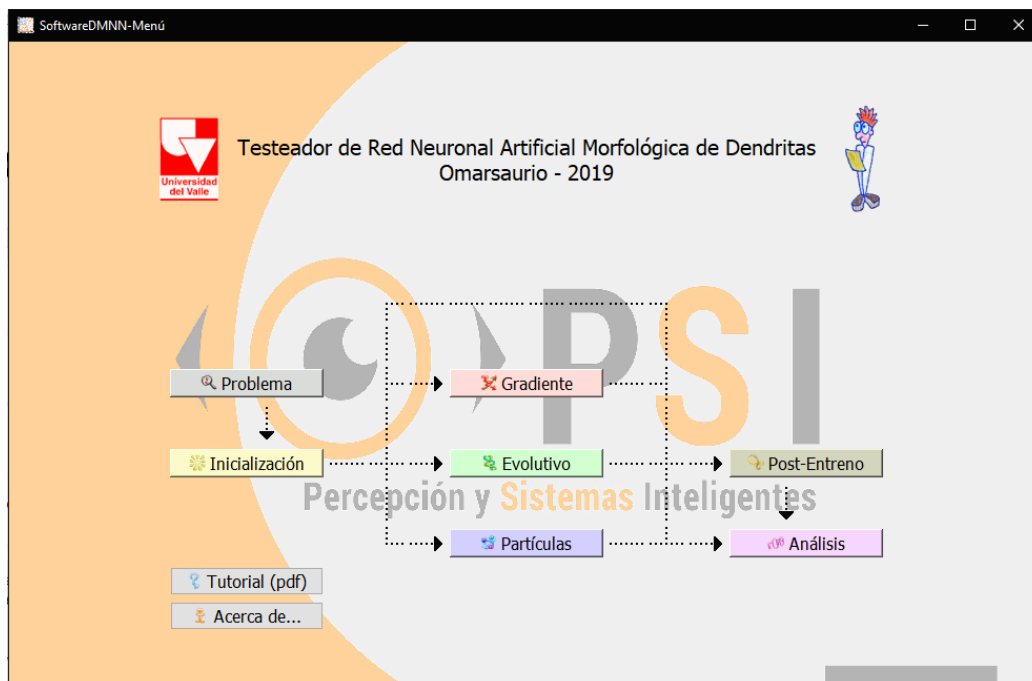 SoftwareDMNN-Menú
Universidad
del Valle
Testeador de Red Neuronal Artificial Morfológica de Dendritas
Omarsaurio - 2019
PSI
Problema
Gradiente
Inicialización
Evolutivo
Post-Entreno
Percepción y Sistemas Inteligentes
Partículas
Análisis
Tutorial (pdf)
Acerca de...